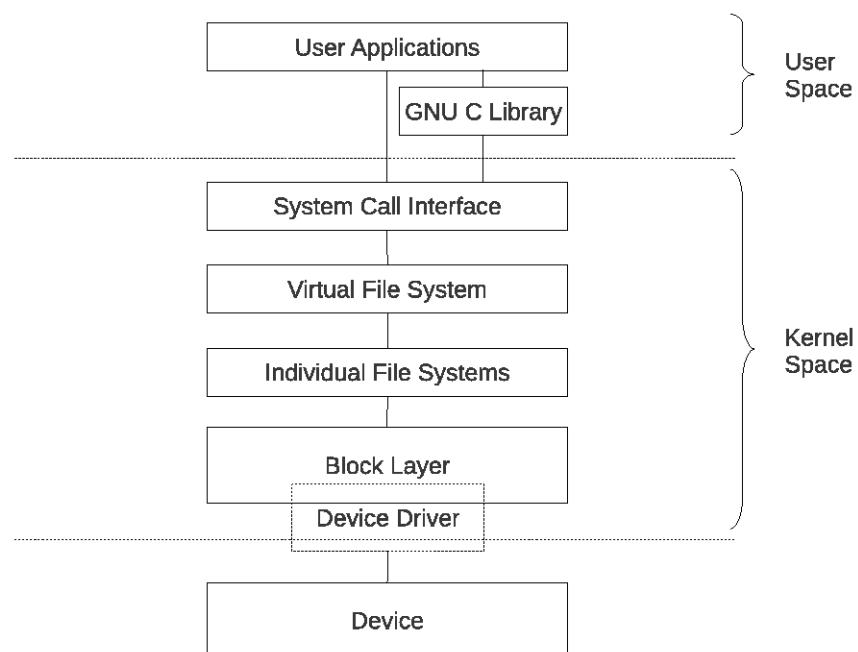 User Applications
User
Space
GNU C Library
System Call Interface
Virtual File System
Kernel
Space
Individual File Systems
Block Layer
Device Driver
Device